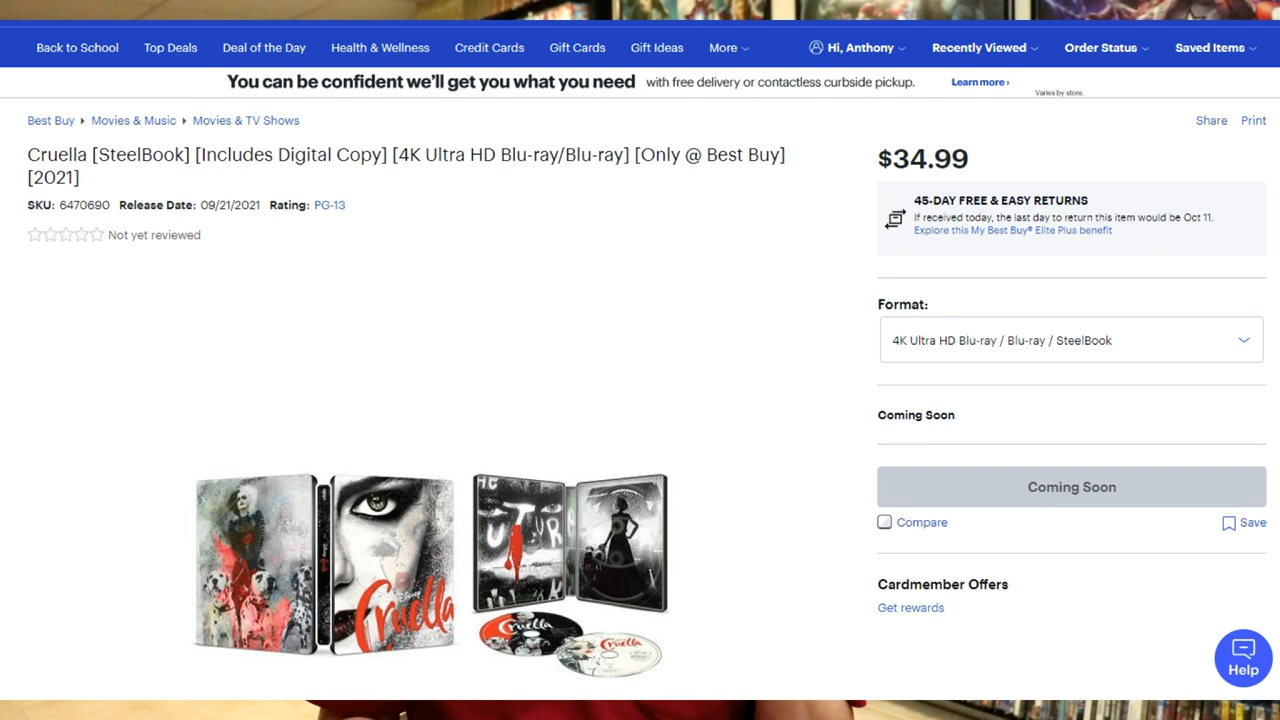 Back to School Top Deals Deal of the Day Health & Wellness Credit Cards Gift Cards Gift Ideas More Hi, Anthony Recently Viewed Order Status Saved Items
You can be confident we'll get you what you need with free delivery or contactless curbside pickup. Learn more ›
Varies by store.
Best Buy Movies & Music Movies & TV Shows
Share Print
Cruella [SteelBook] [Includes Digital Copy] [4K Ultra HD Blu-ray/Blu-ray] [Only @ Best Buy]
[2021]
SKU: 6470690 Release Date: 09/21/2021 Rating: PG-13
Not yet reviewed
$34.99
45-DAY FREE & EASY RETURNS
If received today, the last day to return this item would be Oct 11.
Explore this My Best Buy® Elite Plus benefit
Format:
4K Ultra HD Blu-ray / Blu-ray / SteelBook
Coming Soon
Coming Soon
Compare
Save
Cardmember Offers
Get rewards
Help
Disney
Cruella
Cruella
Cruella